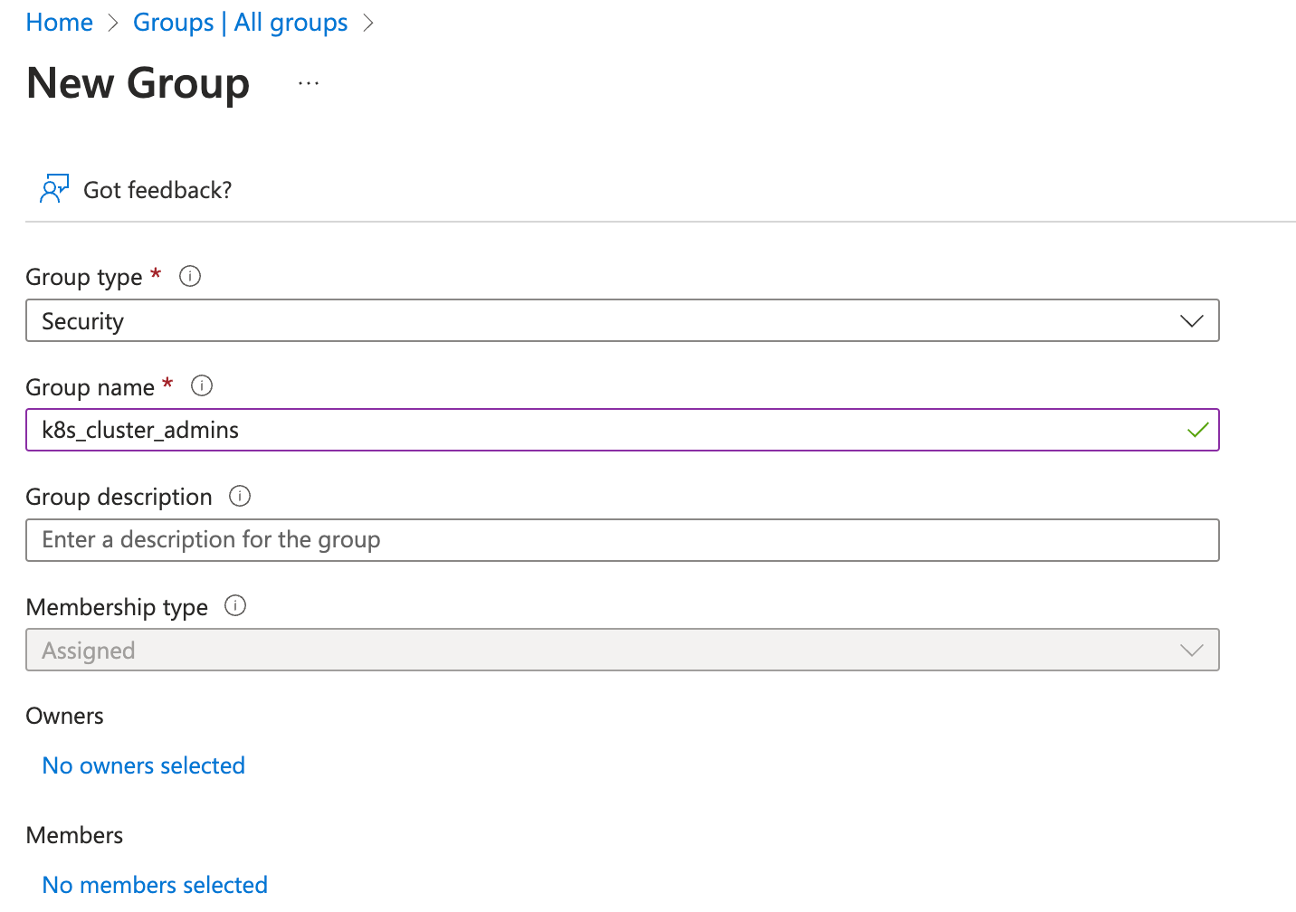 Home > Groups | All groups >
New Group ...
Got feedback?
Group type *
Security
Group name *
k8s_cluster_admins
Group description
Enter a description for the group
Membership type
Assigned
Owners
No owners selected
Members
No members selected